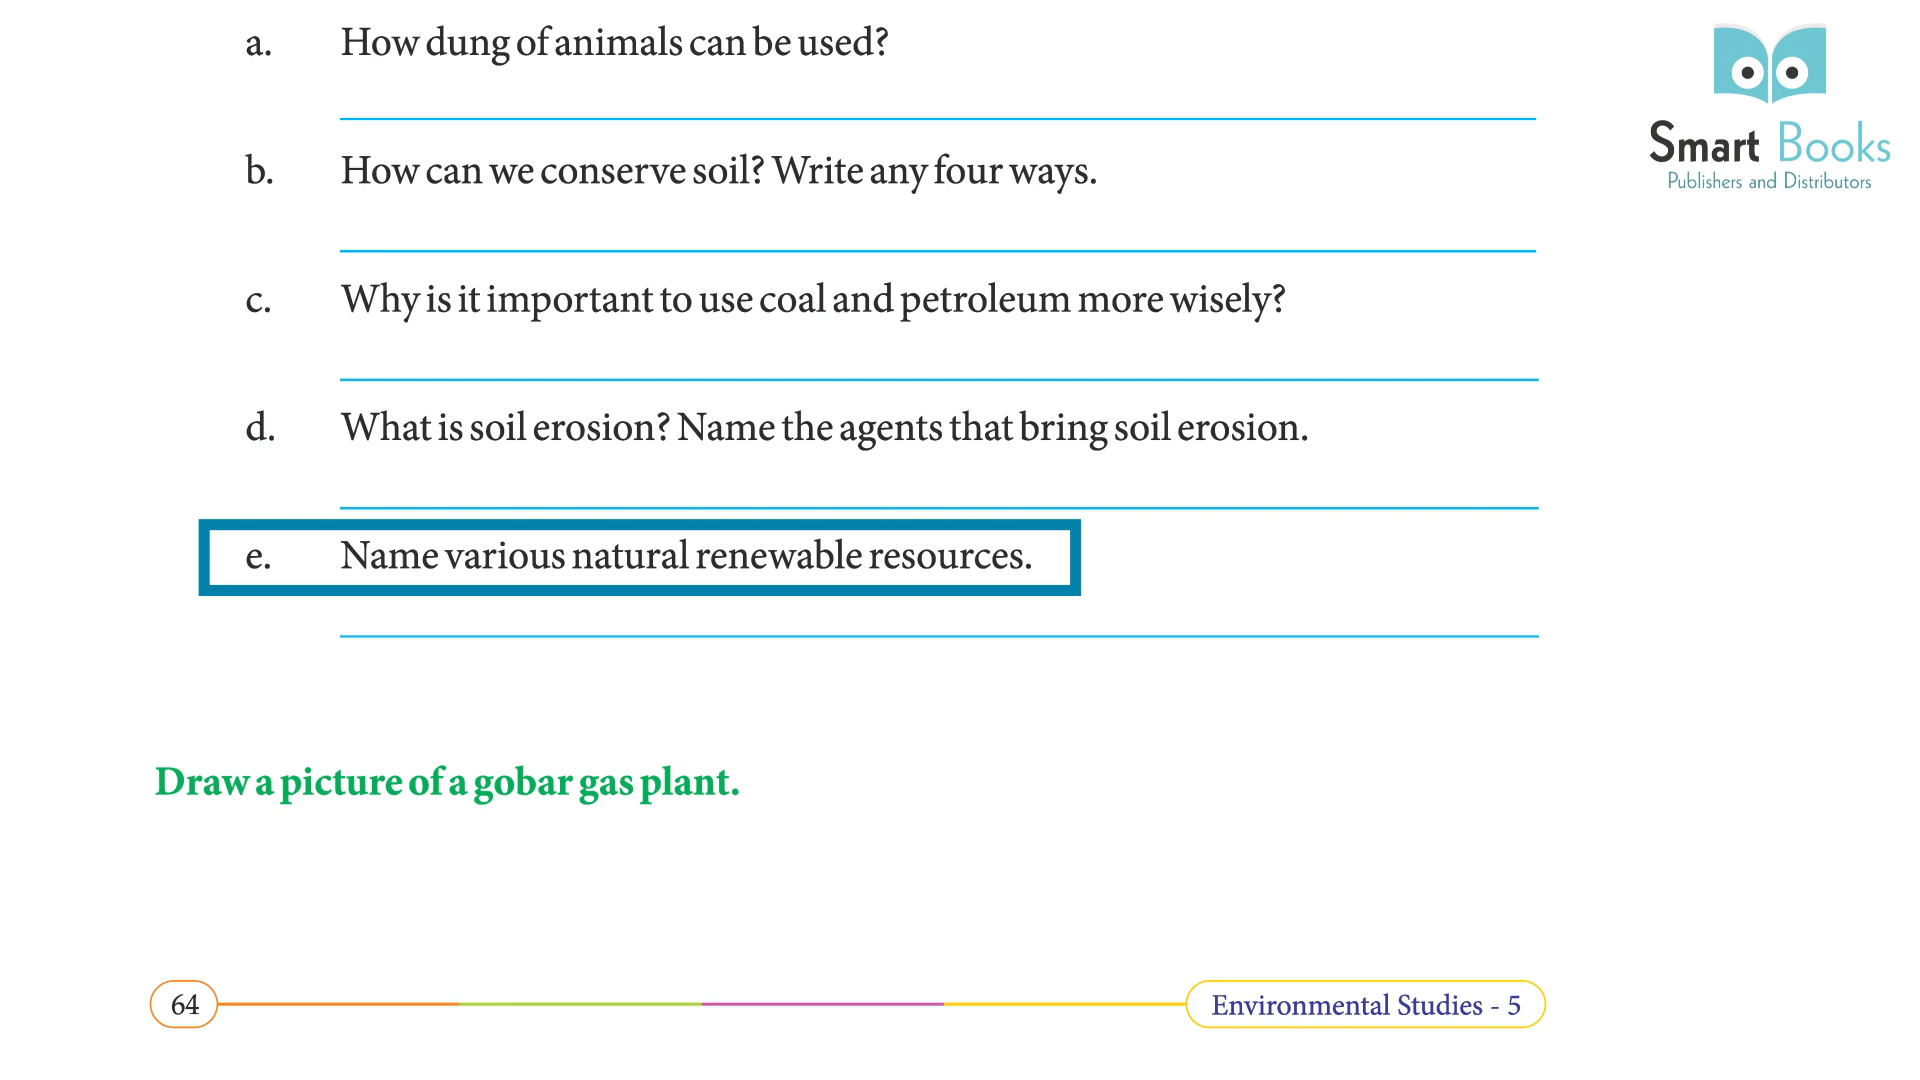 a. How dung of animals can be used?
Smart Books
Publishers and Distributors
b. How can we conserve soil? Write any four ways.
c. Why is it important to use coal and petroleum more wisely?
d. What is soil erosion? Name the agents that bring soil erosion.
e. Name various natural renewable resources.
Draw a picture of a gobar gas plant.
64
Environmental Studies - 5